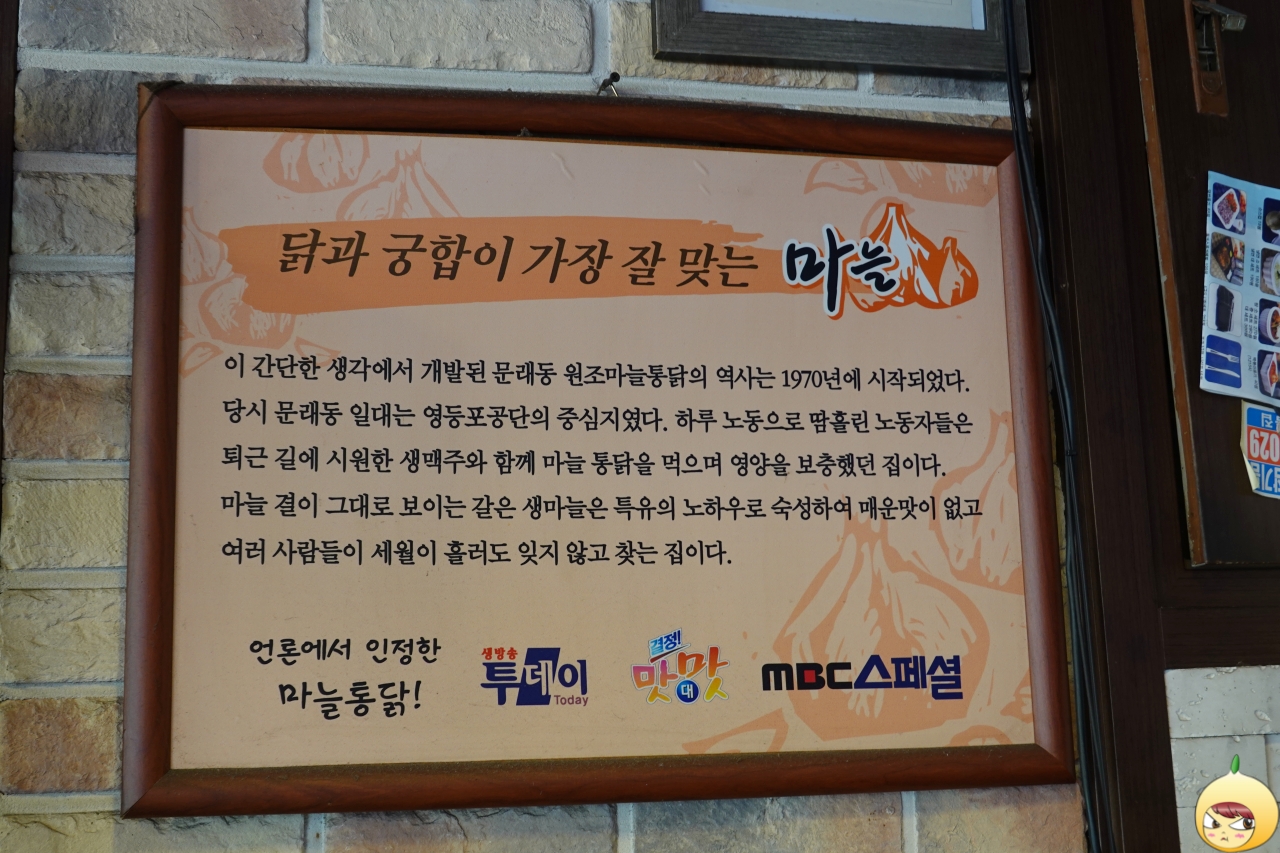 닭과 궁합이 가장 잘 맞는 마늘
이 간단한 생각에서 개발된 문래동 원조마늘통닭의 역사는 1970년에 시작되었다.
당시 문래동 일대는 영등포공단의 중심지였다. 하루 노동으로 땀흘린 노동자들은
퇴근 길에 시원한 생맥주와 함께 마늘 통닭을 먹으며 영양을 보충했던 집이다.
마늘 결이 그대로 보이는 갈은 생마늘은 특유의 노하우로 숙성하여 매운맛이 없고
여러 사람들이 세월이 흘러도 잊지 않고 찾는 집이다.
언론에서 인정한
마늘통닭!
생방송
투데이
Today
결정!
맛대맛
MBC스페셜
029